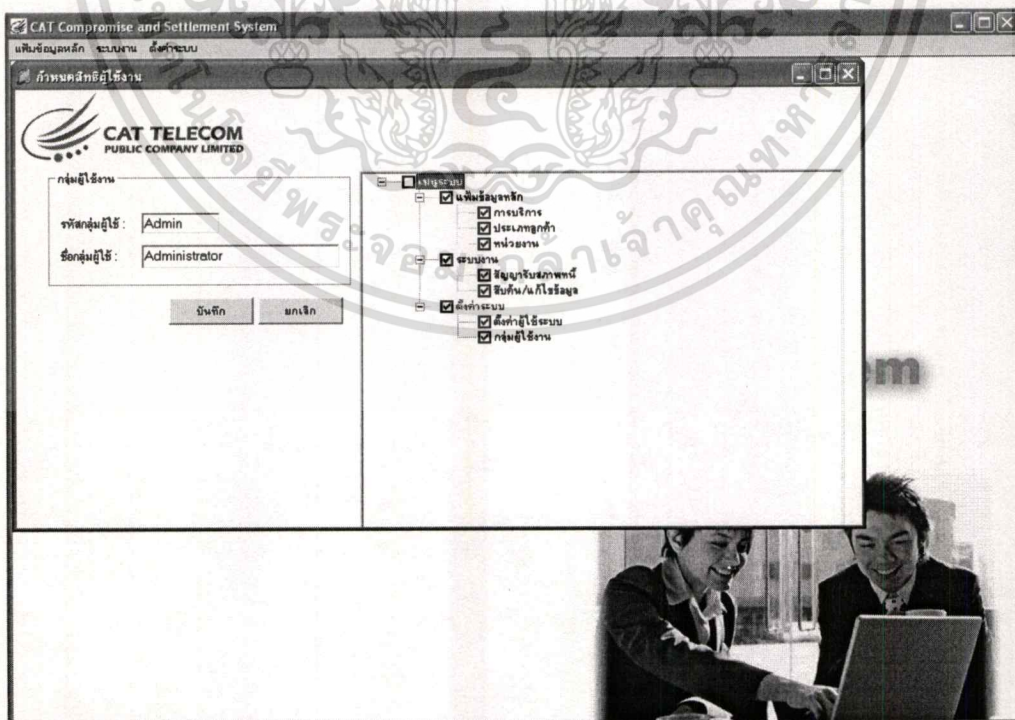 CAT Compromise and Settlement System
แฟ้มข้อมูลหลัก ระบบงาน ตั้งค่าระบบ
กำหนดสิทธิผู้ใช้งาน
CAT TELECOM
PUBLIC COMPANY LIMITED
กลุ่มผู้ใช้งาน
รหัสกลุ่มผู้ใช้ : Admin
ชื่อกลุ่มผู้ใช้ : Administrator
บันทึก ยกเลิก
เมนูระบบ
แฟ้มข้อมูลหลัก
การบริการ
ประเภทลูกค้า
หน่วยงาน
ระบบงาน
สัญญารับสภาพหนี้
สืบค้น/แก้ไขข้อมูล
ตั้งค่าระบบ
ตั้งค่าผู้ใช้ระบบ
กลุ่มผู้ใช้งาน
em